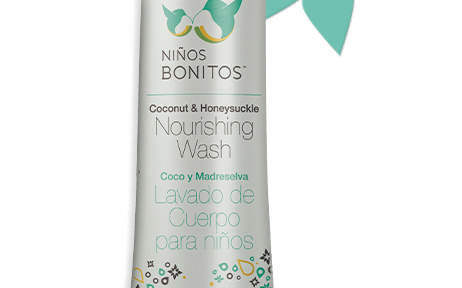 NIÑOS
BONITOS™
Coconut & Honeysuckle
Nourishing
Wash
Coco y Madreselva
Lavado de
Cuerpo
para niños